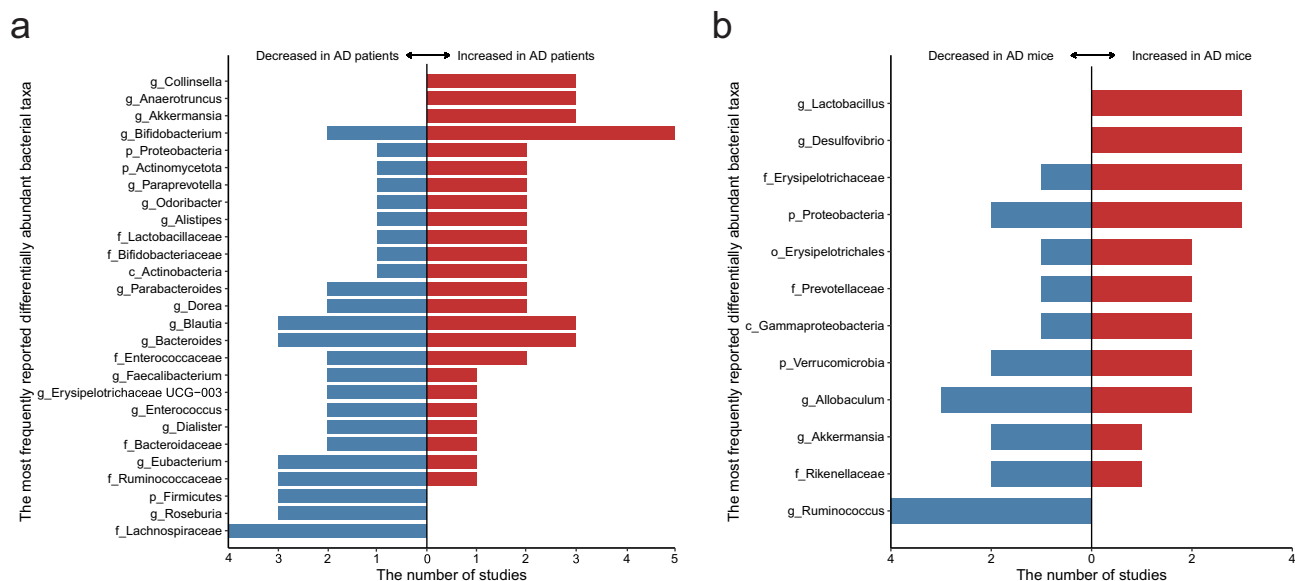 a
Decreased in AD patients
Increased in AD patients
The most frequently reported differentially abundant bacterial taxa
g_Collinsella
g_Anaerotruncus
g_Akkermansia
g_Bifidobacterium
p_Proteobacteria
p_Actinomycetota
g_Paraprevotella
g_Odoribacter
g_Alistipes
f_Lactobacillaceae
f_Bifidobacteriaceae
c_Actinobacteria
g_Parabacteroides
g_Dorea
g_Blautia
g_Bacteroides
f_Enterococcaceae
g_Faecalibacterium
g_Erysipelotrichaceae UCG−003
g_Enterococcus
g_Dialister
f_Bacteroidaceae
g_Eubacterium
f_Ruminococcaceae
p_Firmicutes
g_Roseburia
f_Lachnospiraceae
4 3 2 1 0 1 2 3 4 5
The number of studies
b
Decreased in AD mice
Increased in AD mice
The most frequently reported differentially abundant bacterial taxa
g_Lactobacillus
g_Desulfovibrio
f_Erysipelotrichaceae
p_Proteobacteria
o_Erysipelotrichales
f_Prevotellaceae
c_Gammaproteobacteria
p_Verrucomicrobia
g_Allobaculum
g_Akkermansia
f_Rikenellaceae
g_Ruminococcus
4 2 0 2 4
The number of studies